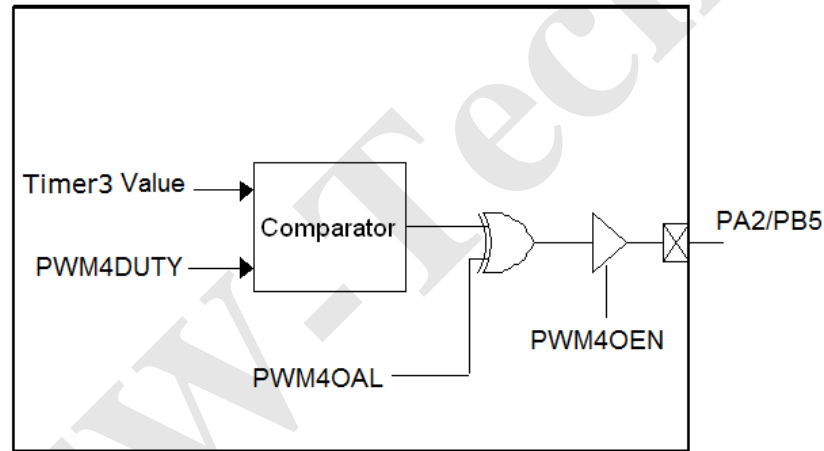 Timer3 Value
PWM4DUTY
Comparator
PWM4OAL
PWM4OEN
PA2/PB5